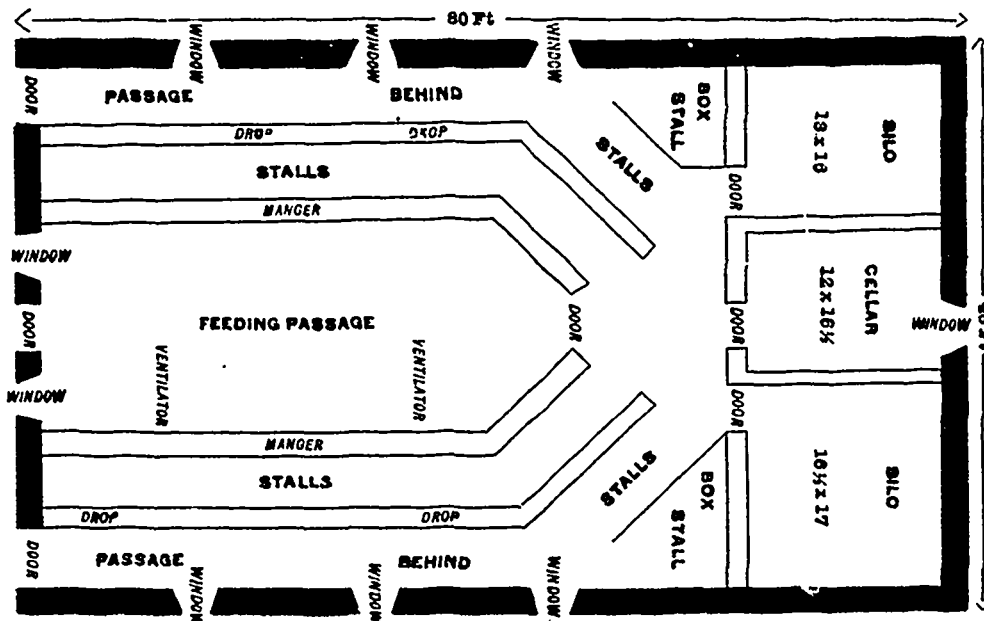 80 Ft
WINDOW
WINDOW
WINDOW
DOOR
PASSAGE
BEHIND
BOX
STALL
SILO
DROP
DROP
STALLS
STALLS
MANGER
DOOR
WINDOW
CELLAR
12 x 16½
FEEDING PASSAGE
DOOR
DOOR
DOOR
WINDOW
VENTILATOR
VENTILATOR
WINDOW
DOOR
MANGER
STALLS
STALLS
BOX
STALL
SILO
16½ x 17
DROP
DROP
DOOR
PASSAGE
BEHIND
WINDOW
WINDOW
WINDOW